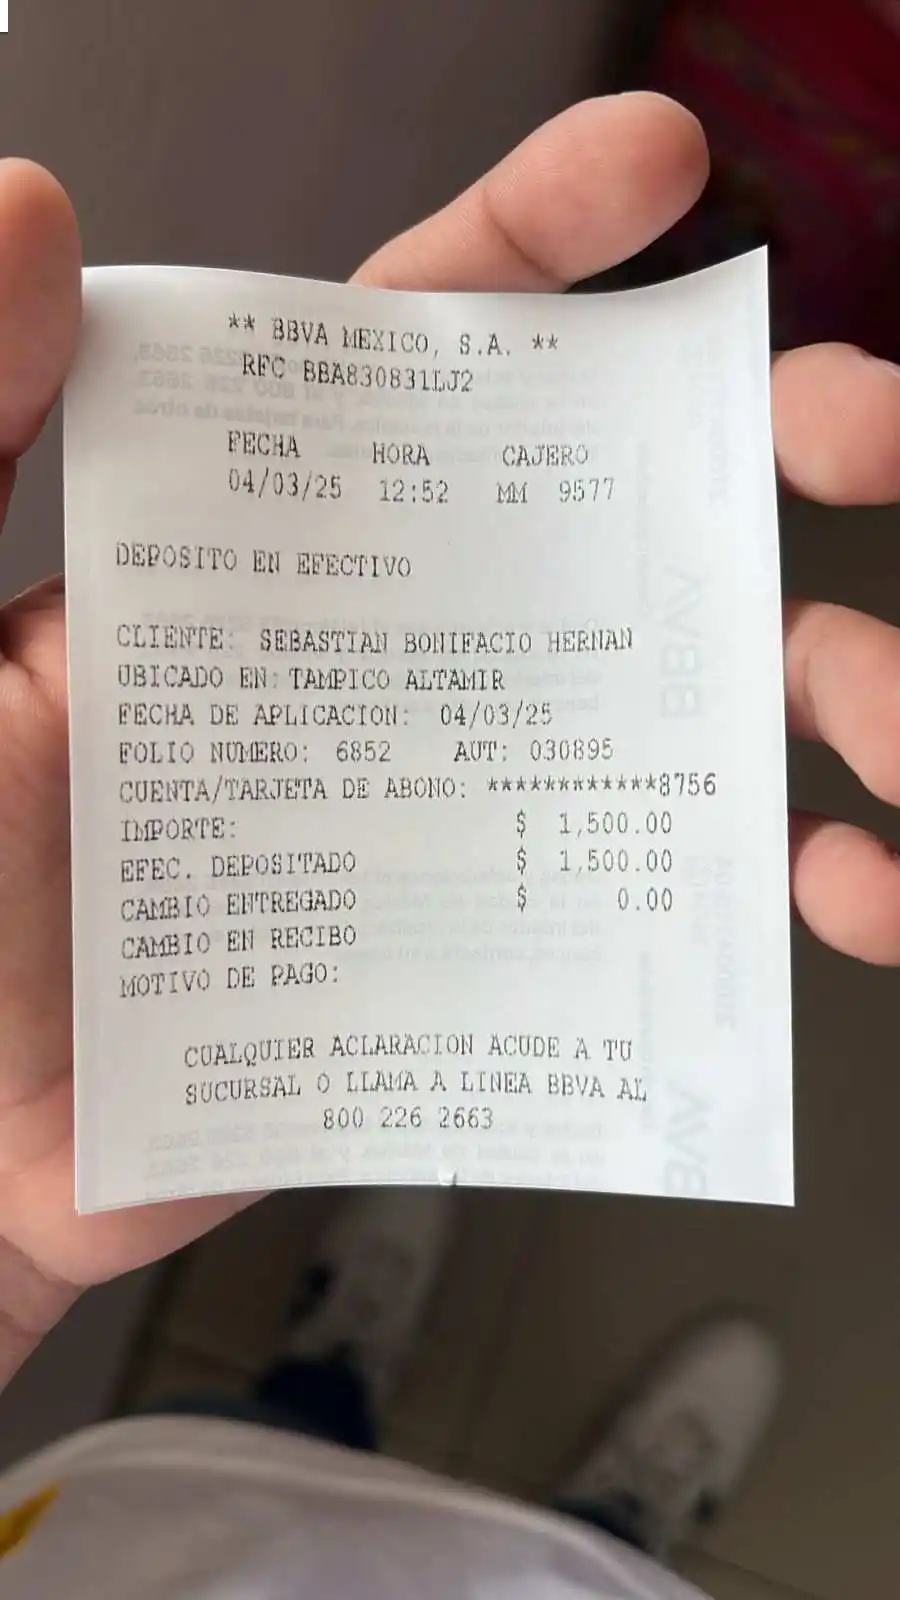 ** BBVA MEXICO, S.A. **
RFC BBA830831LJ2
FECHA HORA CAJERO
04/03/25 12:52 MM 9577
DEPOSITO EN EFECTIVO
CLIENTE: SEBASTIAN BONIFACIO HERNAN
UBICADO EN: TAMPICO ALTAMIR
FECHA DE APLICACION: 04/03/25
FOLIO NUMERO: 6852 AUT: 030895
CUENTA/TARJETA DE ABONO: ************8756
IMPORTE: $ 1,500.00
EFEC. DEPOSITADO $ 1,500.00
CAMBIO ENTREGADO $ 0.00
CAMBIO EN RECIBO
MOTIVO DE PAGO:
CUALQUIER ACLARACION ACUDE A TU
SUCURSAL O LLAMA A LINEA BBVA AL
800 226 2663